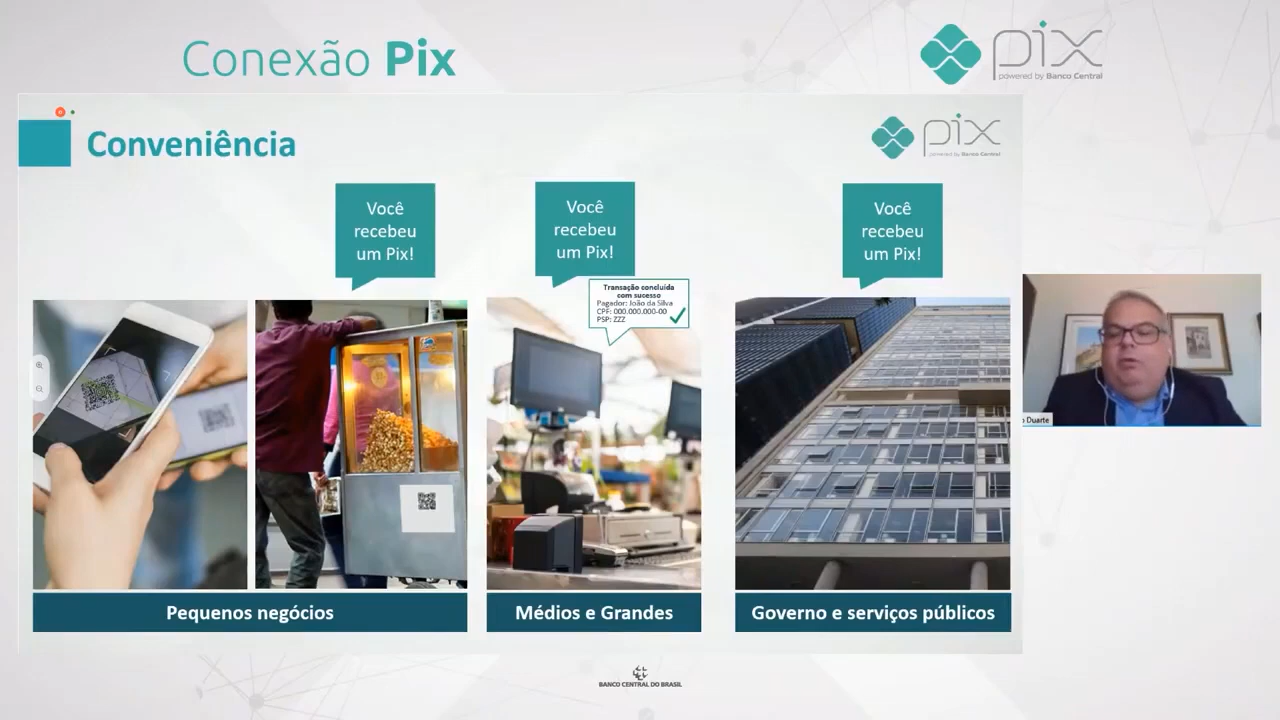 Conexão Pix
pix
powered by Banco Central
Conveniência
pix
powered by Banco Central
Você
recebeu
um Pix!
Você
recebeu
um Pix!
Você
recebeu
um Pix!
Transação concluída
com sucesso
Pagador: João da Silva
CPF: 000.000.000-00
PSP: ZZZ
o Duarte
Pequenos negócios
Médios e Grandes
Governo e serviços públicos
BANCO CENTRAL DO BRASIL